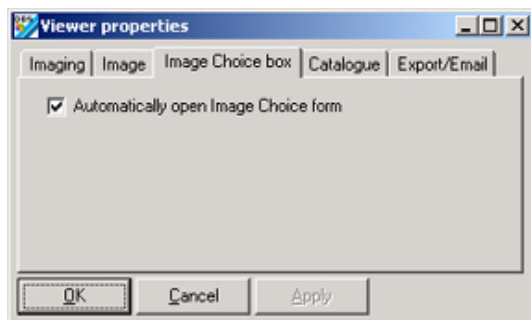 Viewer properties
Imaging Image Image Choice box Catalogue Export/Email
Automatically open Image Choice form
OK Cancel Apply